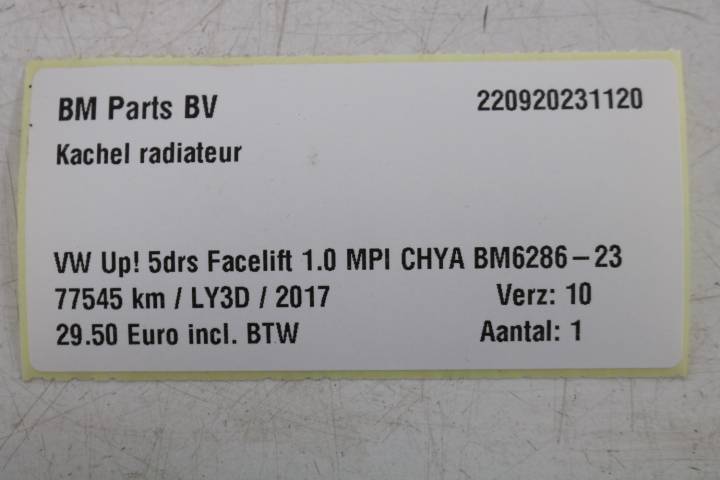 BM Parts BV 220920231120
Kachel radiateur
VW Up! 5drs Facelift 1.0 MPI CHYA BM6286-23
77545 km / LY3D / 2017 Verz: 10
29.50 Euro incl. BTW Aantal: 1